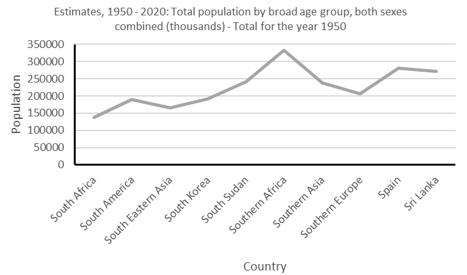 Estimates, 1950 - 2020: Total population by broad age group, both sexes
combined (thousands) - Total for the year 1950
350000
300000
250000
200000
150000
100000
50000
0
Population
South Africa
South America
South Eastern Asia
South Korea
South Sudan
Southern Africa
Southern Asia
Southern Europe
Spain
Sri Lanka
Country